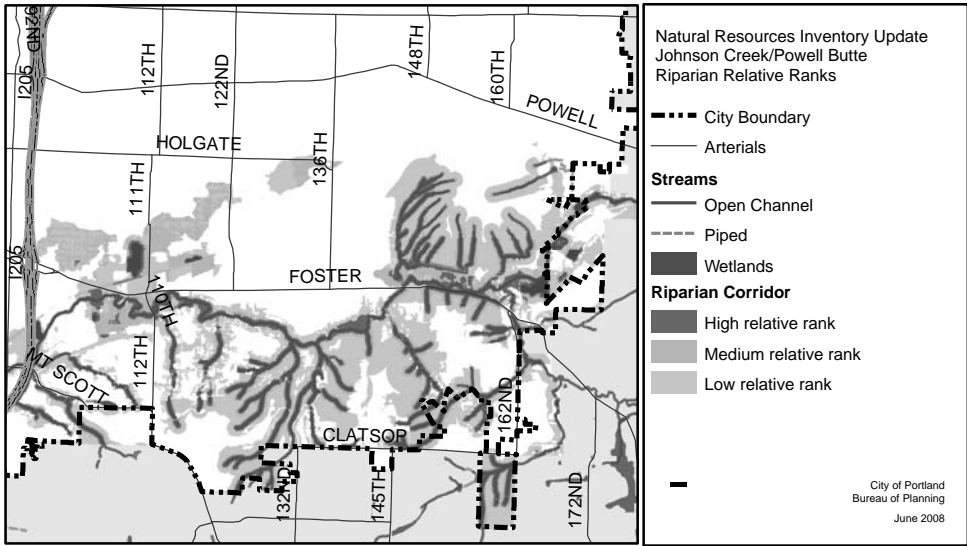 92ND
I205
112TH
122ND
148TH
160TH
POWELL
HOLGATE
136TH
111TH
I205
FOSTER
110TH
112TH
MT SCOTT
162ND
CLATSOP
132ND
145TH
172ND
Natural Resources Inventory Update
Johnson Creek/Powell Butte
Riparian Relative Ranks
City Boundary
Arterials
Streams
Open Channel
Piped
Wetlands
Riparian Corridor
High relative rank
Medium relative rank
Low relative rank
City of Portland
Bureau of Planning
June 2008